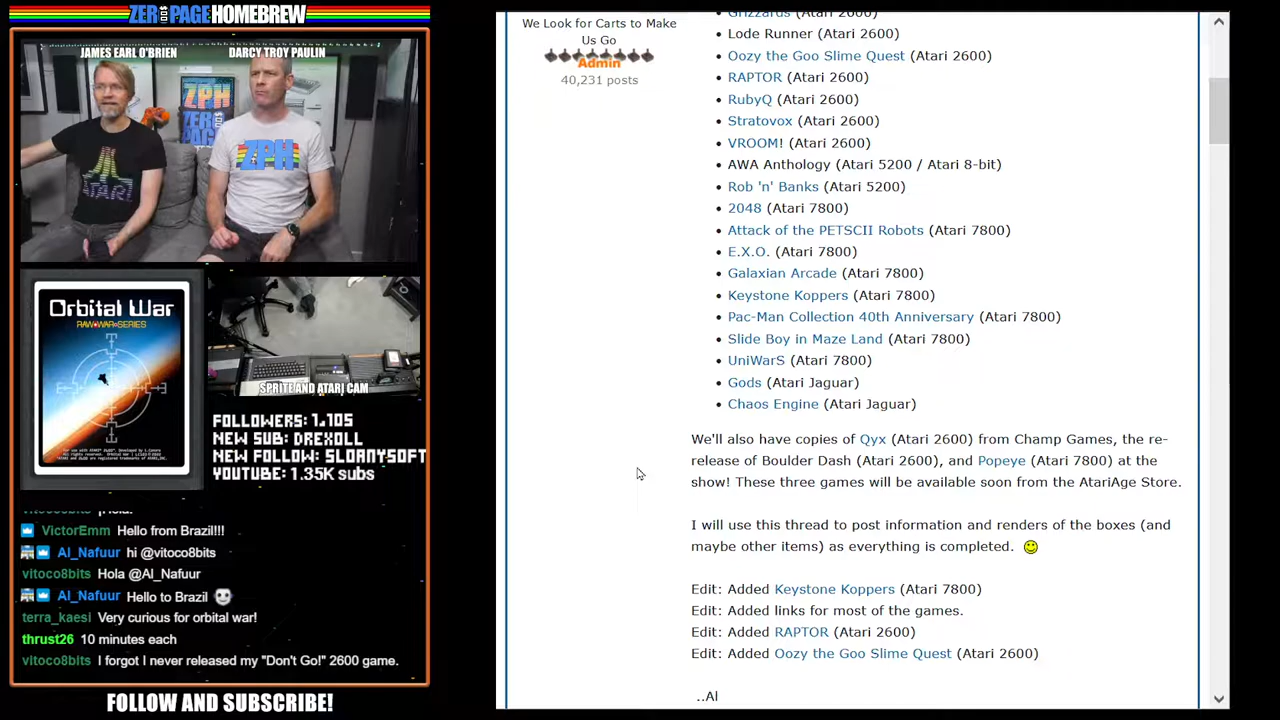 ZER PAGE HOMEBREW
JAMES EARL O'BRIEN
DARCY TROY PAULIN
ATARI
ZPH
ZPH
Orbital War
RAW WAR SERIES
SPRITE AND ATARI CAM
FOLLOWERS: 1,105
NEW SUB: DREXOLL
NEW FOLLOW: SLORNYSOFT
YOUTUBE: 1.35K subs
VictorEmm Hello from Brazil!!!
Al_Nafuur hi @vitoco8bits
vitoco8bits Hola @Al_Nafuur
Al_Nafuur Hello to Brazil
terra_kaesi Very curious for orbital war!
thrust26 10 minutes each
vitoco8bits I forgot I never released my "Don't Go!" 2600 game.
FOLLOW AND SUBSCRIBE!
We Look for Carts to Make
Us Go
Admin
40,231 posts
Grizzards (Atari 2600)
• Lode Runner (Atari 2600)
• Oozy the Goo Slime Quest (Atari 2600)
• RAPTOR (Atari 2600)
• RubyQ (Atari 2600)
• Stratovox (Atari 2600)
• VROOM! (Atari 2600)
• AWA Anthology (Atari 5200 / Atari 8-bit)
• Rob 'n' Banks (Atari 5200)
• 2048 (Atari 7800)
• Attack of the PETSCII Robots (Atari 7800)
• E.X.O. (Atari 7800)
• Galaxian Arcade (Atari 7800)
• Keystone Koppers (Atari 7800)
• Pac-Man Collection 40th Anniversary (Atari 7800)
• Slide Boy in Maze Land (Atari 7800)
• UniWarS (Atari 7800)
• Gods (Atari Jaguar)
• Chaos Engine (Atari Jaguar)
We'll also have copies of Qyx (Atari 2600) from Champ Games, the re-
release of Boulder Dash (Atari 2600), and Popeye (Atari 7800) at the
show! These three games will be available soon from the AtariAge Store.
I will use this thread to post information and renders of the boxes (and
maybe other items) as everything is completed.
Edit: Added Keystone Koppers (Atari 7800)
Edit: Added links for most of the games.
Edit: Added RAPTOR (Atari 2600)
Edit: Added Oozy the Goo Slime Quest (Atari 2600)
..Al